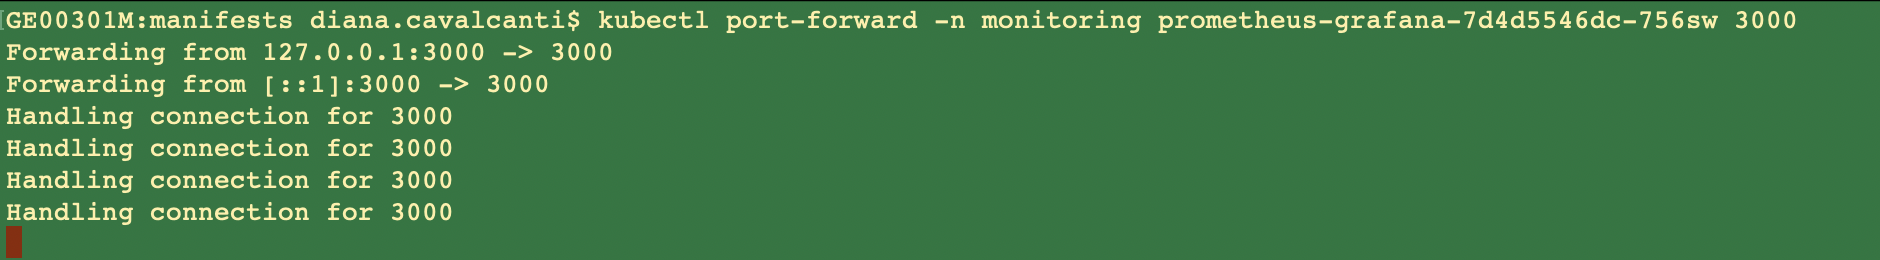 GE00301M:manifests diana.cavalcanti$ kubectl port-forward -n monitoring prometheus-grafana-7d4d5546dc-756sw 3000
Forwarding from 127.0.0.1:3000 -> 3000
Forwarding from [::1]:3000 -> 3000
Handling connection for 3000
Handling connection for 3000
Handling connection for 3000
Handling connection for 3000